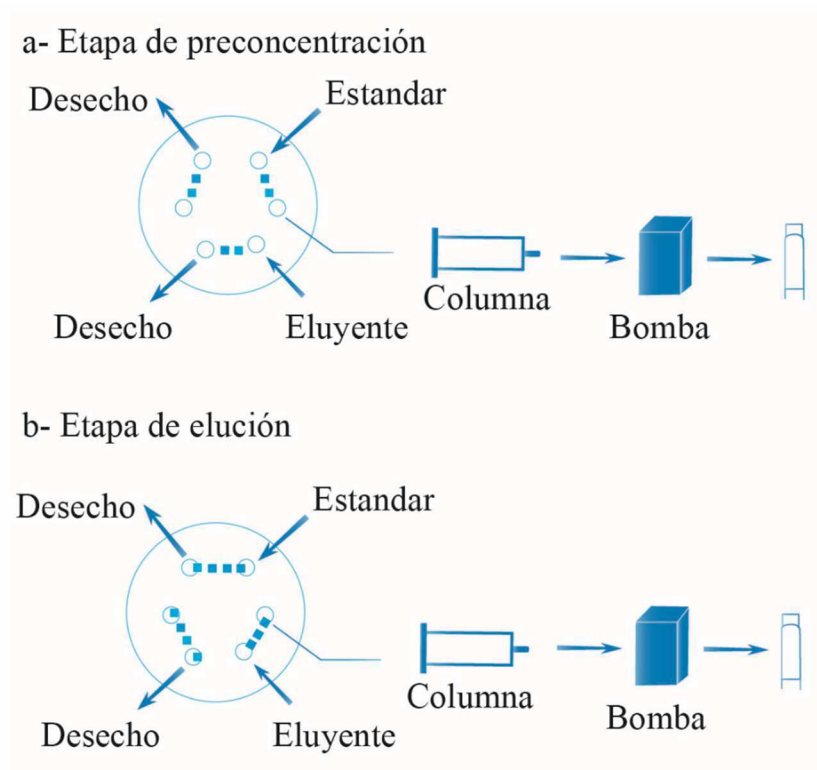 a- Etapa de preconcentración
Desecho
Estandar
Columna
Bomba
Desecho
Eluyente
b- Etapa de elución
Desecho
Estandar
Columna
Bomba
Desecho
Eluyente